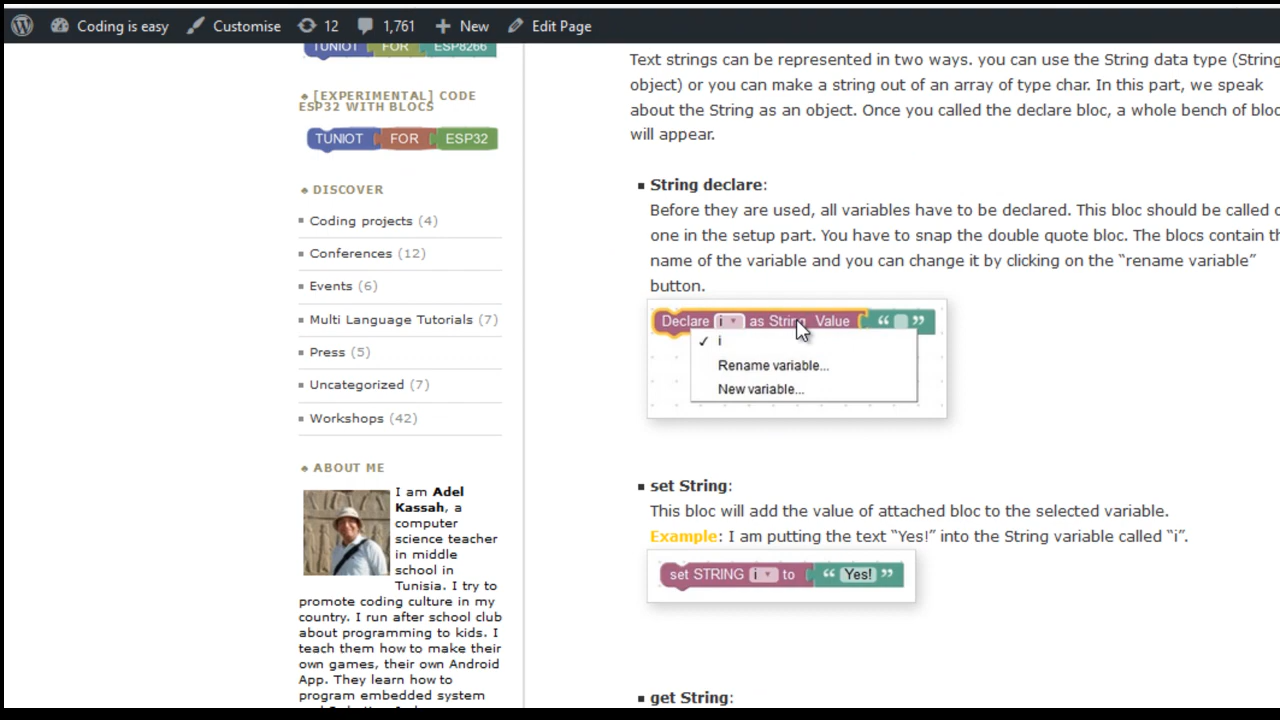 Coding is easy Customise 12 1,761 New Edit Page
TUNIOT FOR ESP8266
[EXPERIMENTAL] CODE
ESP32 WITH BLOCS
TUNIOT FOR ESP32
DISCOVER
Coding projects (4)
Conferences (12)
Events (6)
Multi Language Tutorials (7)
Press (5)
Uncategorized (7)
Workshops (42)
ABOUT ME
I am Adel
Kassah, a
computer
science teacher
in middle
school in
Tunisia. I try to
promote coding culture in my
country. I run after school club
about programming to kids. I
teach them how to make their
own games, their own Android
App. They learn how to
program embedded system
Text strings can be represented in two ways. you can use the String data type (String
object) or you can make a string out of an array of type char. In this part, we speak
about the String as an object. Once you called the declare bloc, a whole bench of bloc
will appear.
String declare:
Before they are used, all variables have to be declared. This bloc should be called
one in the setup part. You have to snap the double quote bloc. The blocs contain
name of the variable and you can change it by clicking on the “rename variable”
button.
Declare i as String Value “ ”
✓ i
Rename variable...
New variable...
set String:
This bloc will add the value of attached bloc to the selected variable.
Example: I am putting the text “Yes!” into the String variable called “i”.
set STRING i to “ Yes! ”
get String: